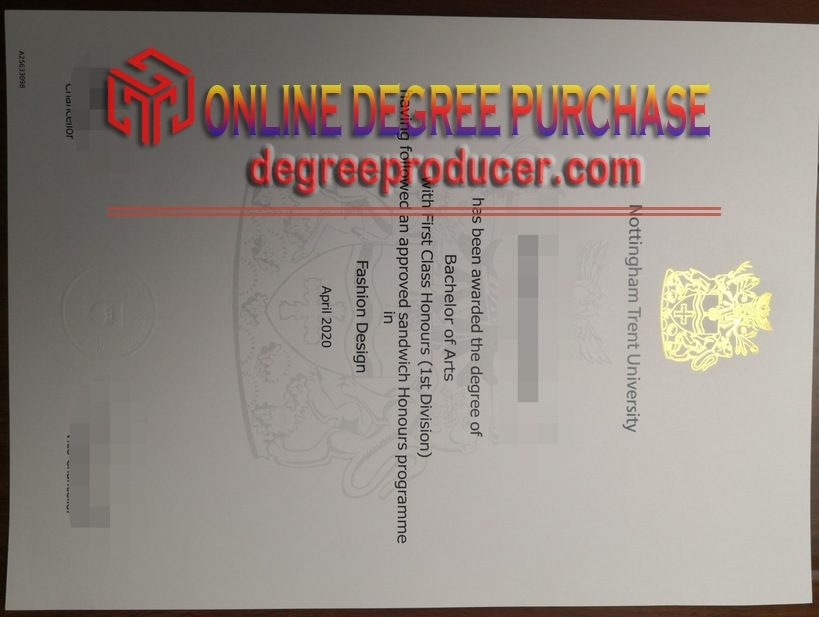 ONLINE DEGREE PURCHASE
degreeproducer.com
Nottingham Trent University
has been awarded the degree of
Bachelor of Arts
with First Class Honours (1st Division)
having followed an approved sandwich Honours programme
in
Fashion Design
April 2020
Chancellor
A25633098